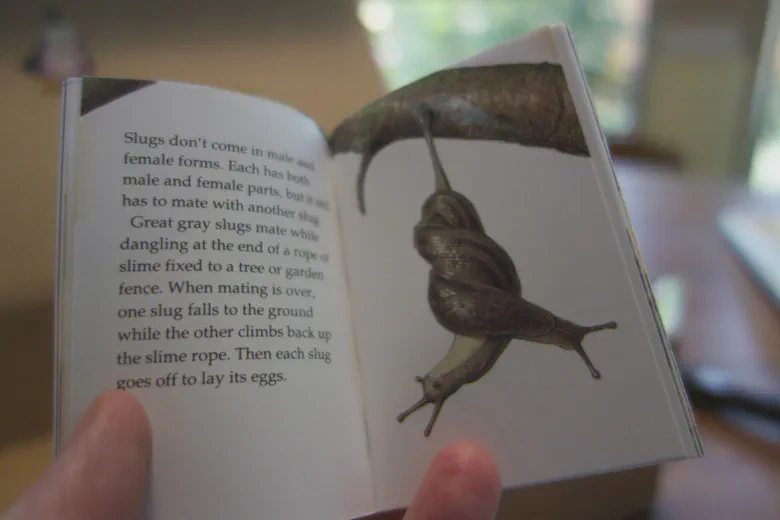 Slugs don't come in male and
female forms. Each has both
male and female parts, but it still
has to mate with another slug.
Great gray slugs mate while
dangling at the end of a rope of
slime fixed to a tree or garden
fence. When mating is over,
one slug falls to the ground
while the other climbs back up
the slime rope. Then each slug
goes off to lay its eggs.